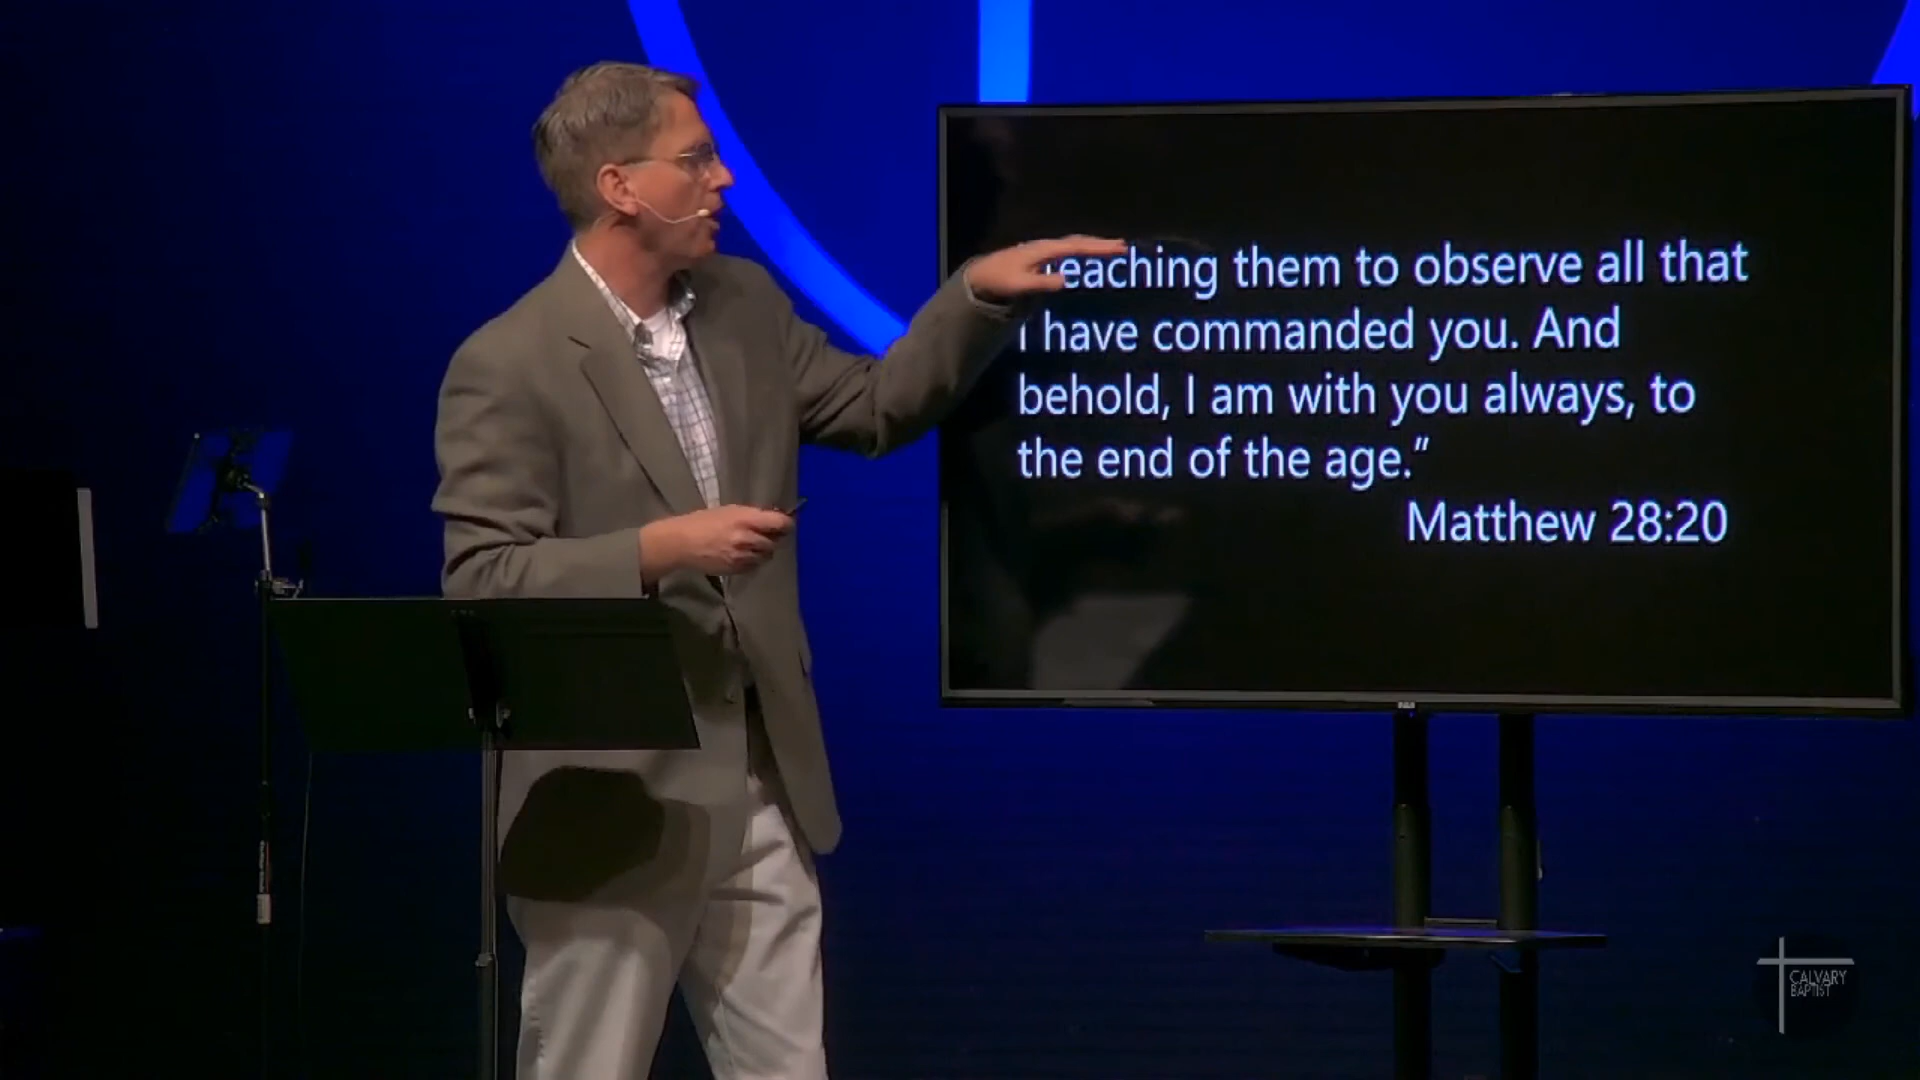 teaching them to observe all that
I have commanded you. And
behold, I am with you always, to
the end of the age.”
Matthew 28:20
CALVARY
BAPTIST